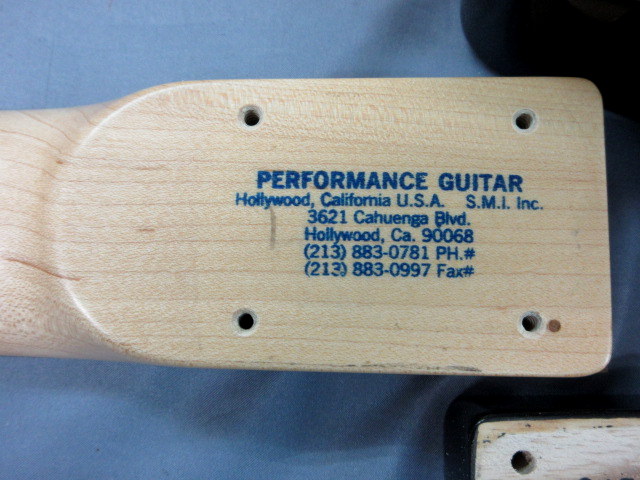 PERFORMANCE GUITAR
Hollywood, California U.S.A. S.M.I. Inc.
3621 Cahuenga Blvd.
Hollywood, Ca. 90068
(213) 883-0781 PH.#
(213) 883-0997 Fax#